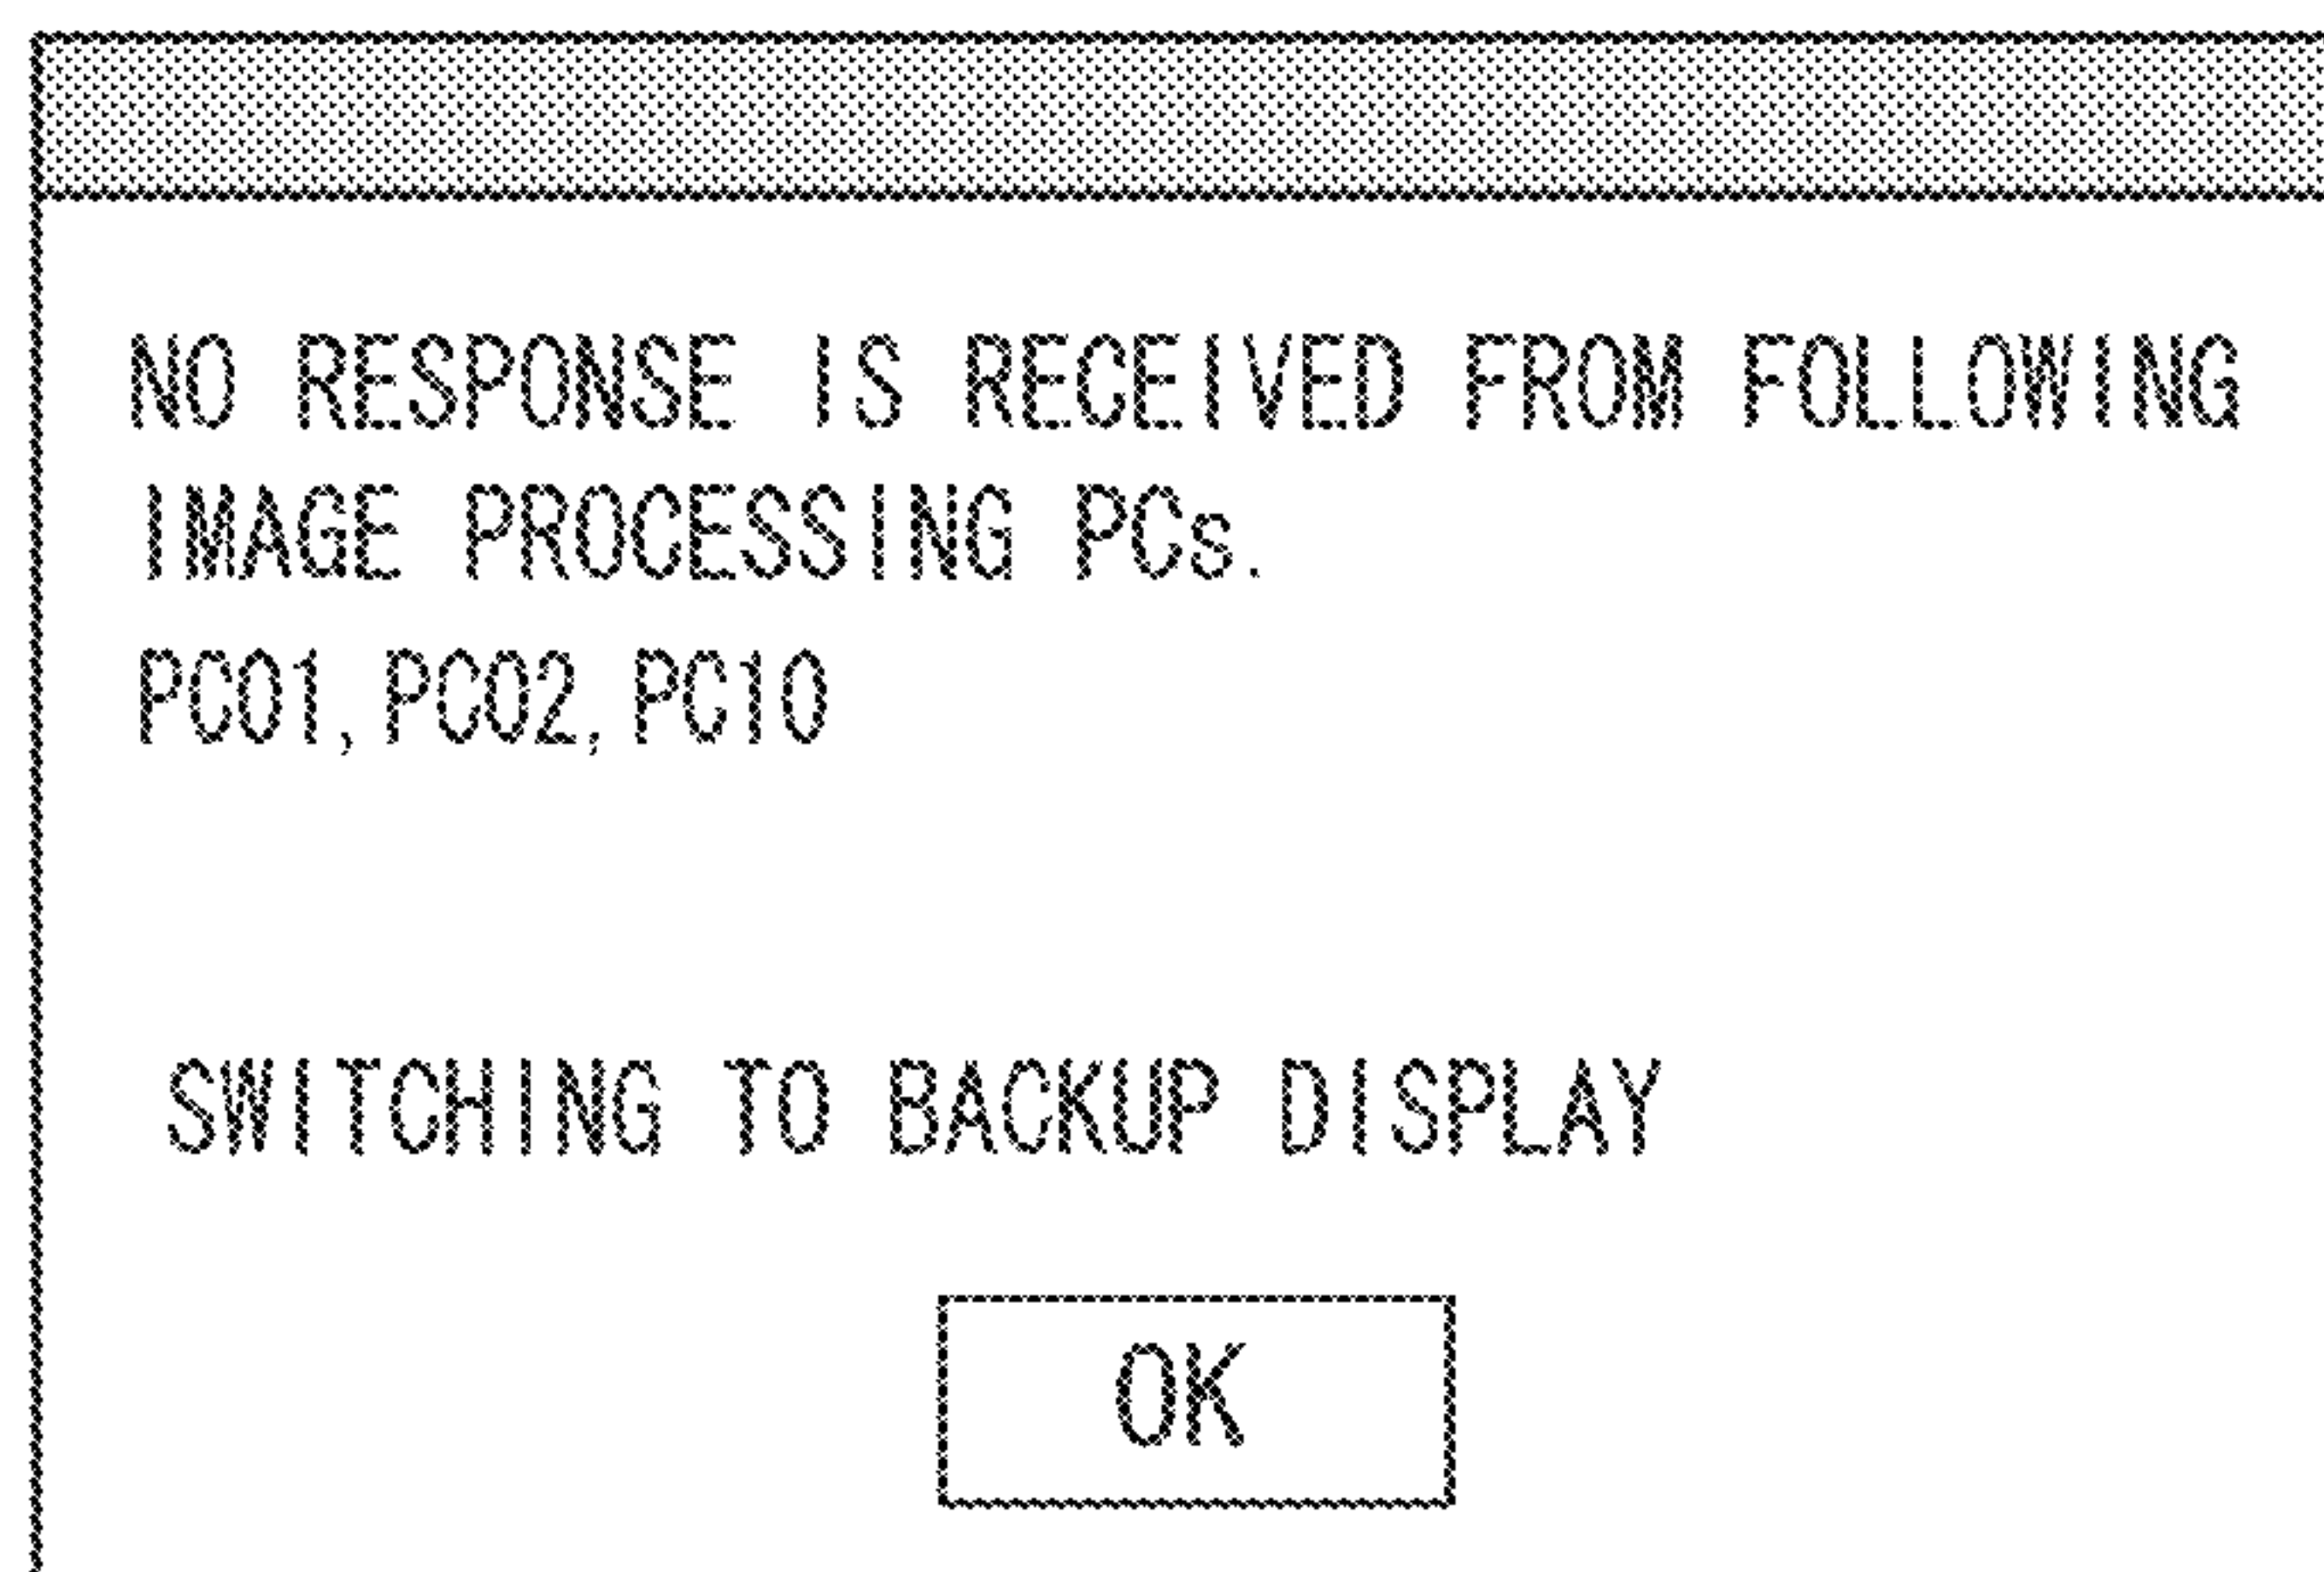 NO RESPONSE IS RECEIVED FROM FOLLOWING
IMAGE PROCESSING PCs.
PC01, PC02, PC10
SWITCHING TO BACKUP DISPLAY
OK